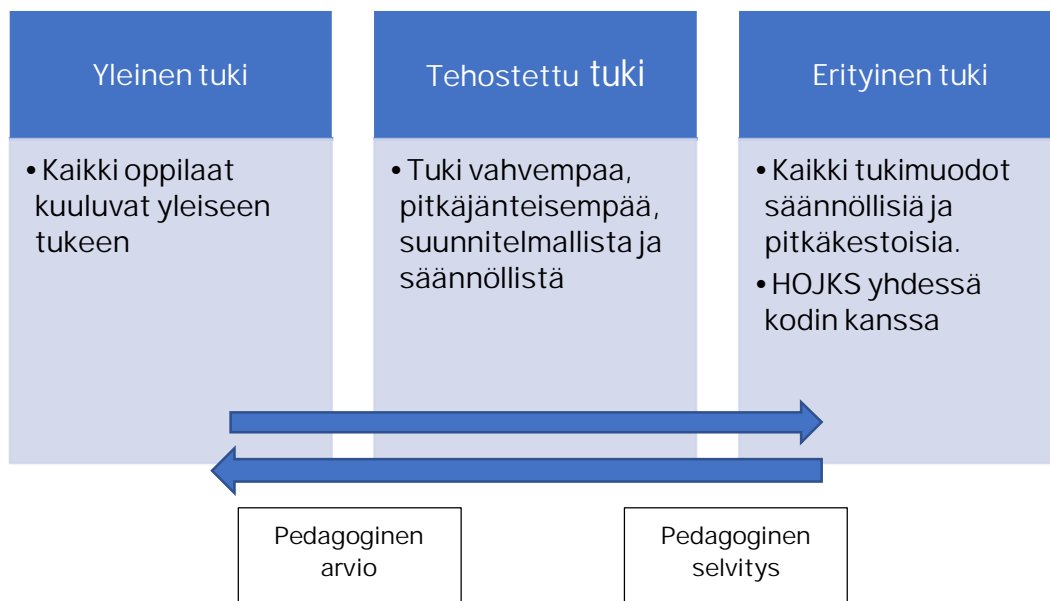 Yleinen tuki
• Kaikki oppilaat
kuuluvat yleiseen
tukeen
Tehostettu tuki
• Tuki vahvempaa,
pitkäjänteisempää,
suunnitelmallista ja
säännöllistä
Erityinen tuki
• Kaikki tukimuodot
säännöllisiä ja
pitkäkestoisia.
• HOJKS yhdessä
kodin kanssa
Pedagoginen
arvio
Pedagoginen
selvitys